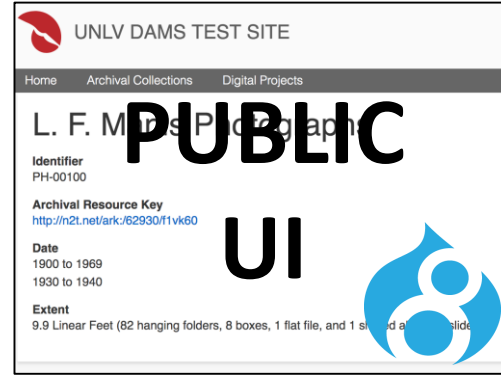 UNLV DAMS TEST SITE
Home Archival Collections Digital Projects
L. F. Photographs
PUBLIC
Identifier
PH-00100
Archival Resource Key
http://n2t.net/ark:/62930/f1vk60
UI
Date
1900 to 1969
1930 to 1940
Extent
9.9 Linear Feet (82 hanging folders, 8 boxes, 1 flat file, and 1
8